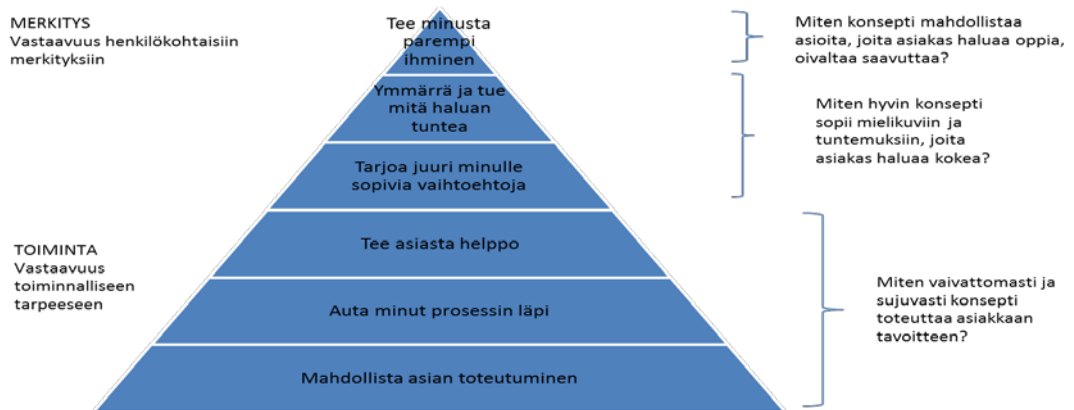 MERKITYS
Vastaavuus henkilökohtaisiin
merkityksiin
Tee minusta
parempi
ihminen
Ymmärrä ja tue
mitä haluan
tuntea
Tarjoa juuri minulle
sopivia vaihtoehtoja
Tee asiasta helppo
Auta minut prosessin läpi
Mahdollista asian toteutuminen
TOIMINTA
Vastaavuus
toiminnalliseen
tarpeeseen
Miten konsepti mahdollistaa
asioita, joita asiakas haluaa oppia,
oivaltaa saavuttaa?
Miten hyvin konsepti
sopii mielikuviin ja
tuntemuksiin, joita
asiakas haluaa kokea?
Miten vaivattomasti ja
sujuvasti konsepti
toteuttaa asiakkaan
tavoitteen?